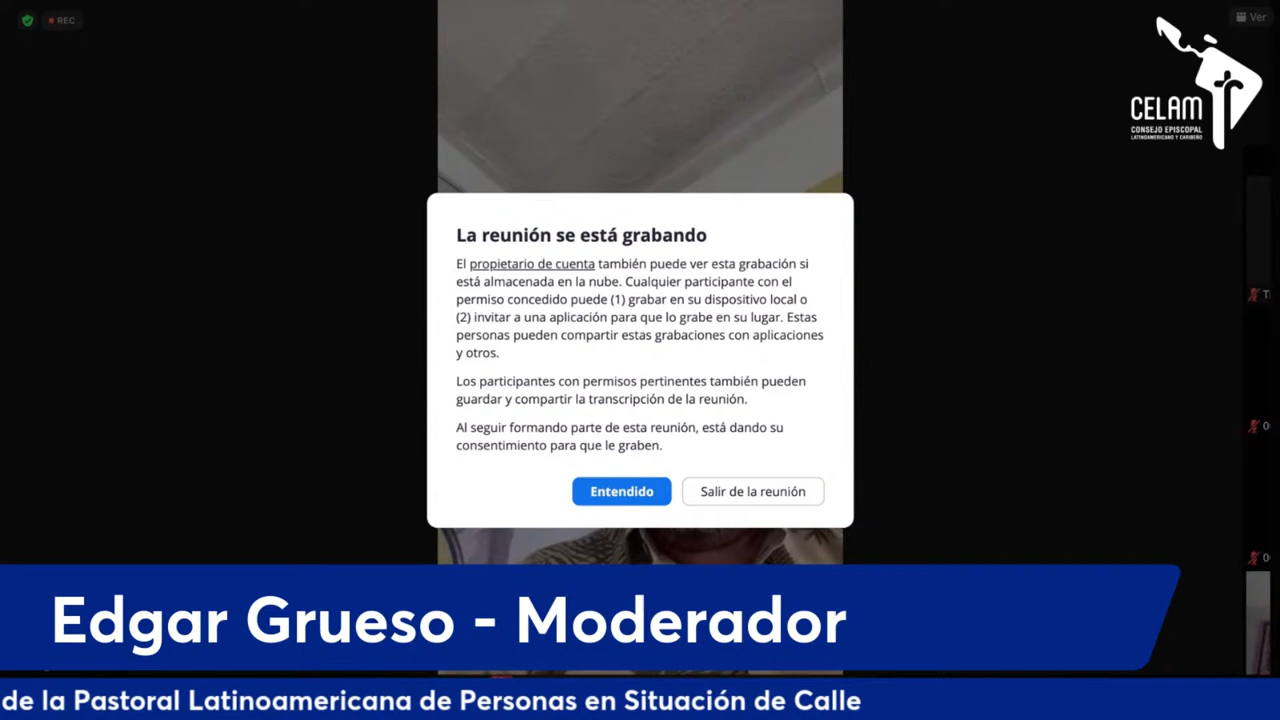 REC
Ver
CELAM
CONSEJO EPISCOPAL
LATINOAMERICANO Y CARIBEÑO
La reunión se está grabando
El propietario de cuenta también puede ver esta grabación si
está almacenada en la nube. Cualquier participante con el
permiso concedido puede (1) grabar en su dispositivo local o
(2) invitar a una aplicación para que lo grabe en su lugar. Estas
personas pueden compartir estas grabaciones con aplicaciones
y otros.
Los participantes con permisos pertinentes también pueden
guardar y compartir la transcripción de la reunión.
Al seguir formando parte de esta reunión, está dando su
consentimiento para que le graben.
Entendido
Salir de la reunión
Edgar Grueso - Moderador
de la Pastoral Latinoamericana de Personas en Situación de Calle